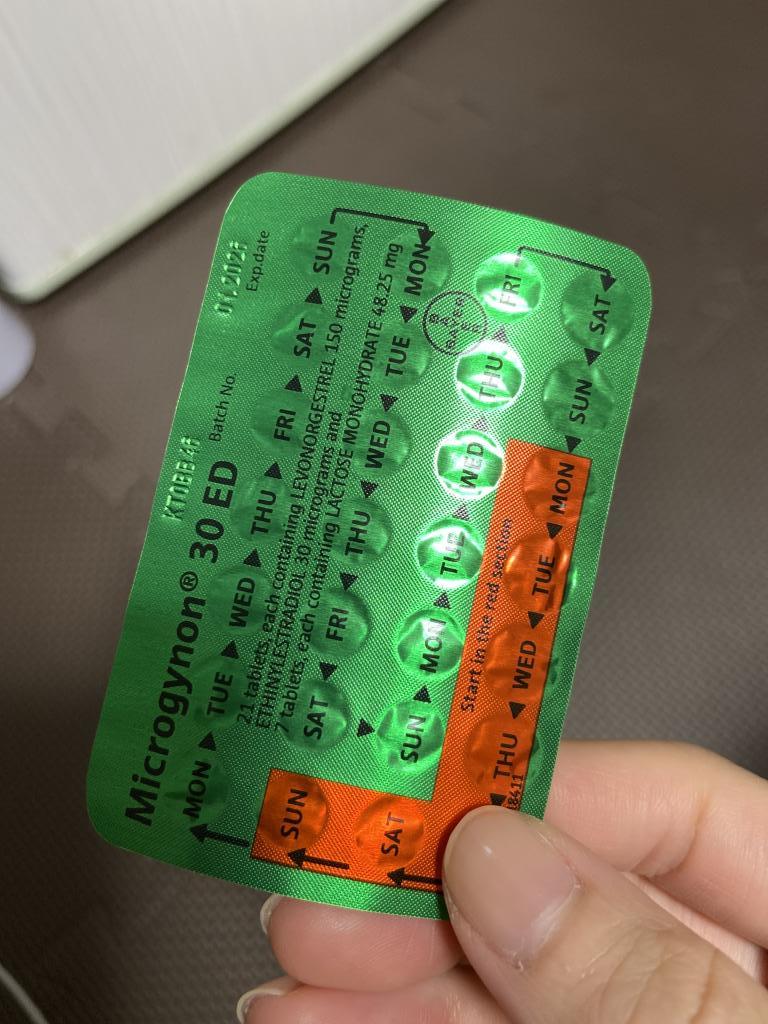 Microgynon® 30 ED
Batch No.
Exp.date
21 tablets, each containing LEVONORGESTREL 150 micrograms,
ETHINYLESTRADIOL 30 micrograms and
7 tablets, each containing LACTOSE MONOHYDRATE 48.25 mg
MON TUE WED THU FRI SAT SUN
MON TUE WED THU FRI SAT
SUN MON TUE WED THU FRI
SAT SUN MON TUE WED THU
SAT SUN
Start in the red section
BAYER